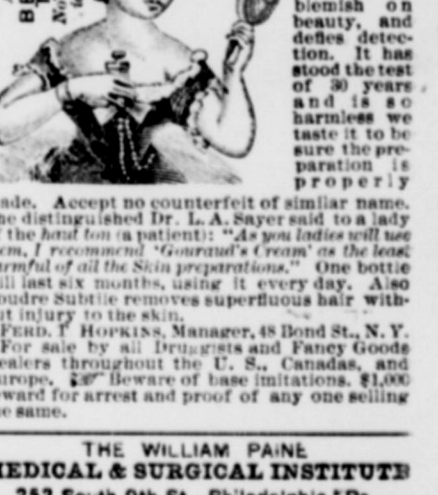 blemish on
beauty, and
defies detec-
tion. It has
stood the test
of 30 years
and is so
harmless we
taste it to be
sure the pre-
paration is
properly
ade. Accept no counterfeit of similar name.
he distinguished Dr. L. A. Sayer said to a lady
f the haut ton (a patient): "As you ladies will use
em, I recommend 'Gouraud's Cream' as the least
armful of all the Skin preparations." One bottle
ill last six months, using it every day. Also
oudre Subtile removes superfluous hair with-
ut injury to the skin.
FERD. T HOPKINS, Manager, 48 Bond St., N. Y.
For sale by all Druggists and Fancy Goods
ealers throughout the U. S., Canadas, and
urope. ☞ Beware of base imitations. $1,000
ward for arrest and proof of any one selling
e same.
THE WILLIAM PAINE
MEDICAL & SURGICAL INSTITUTE
South 9th St., Philadelphia